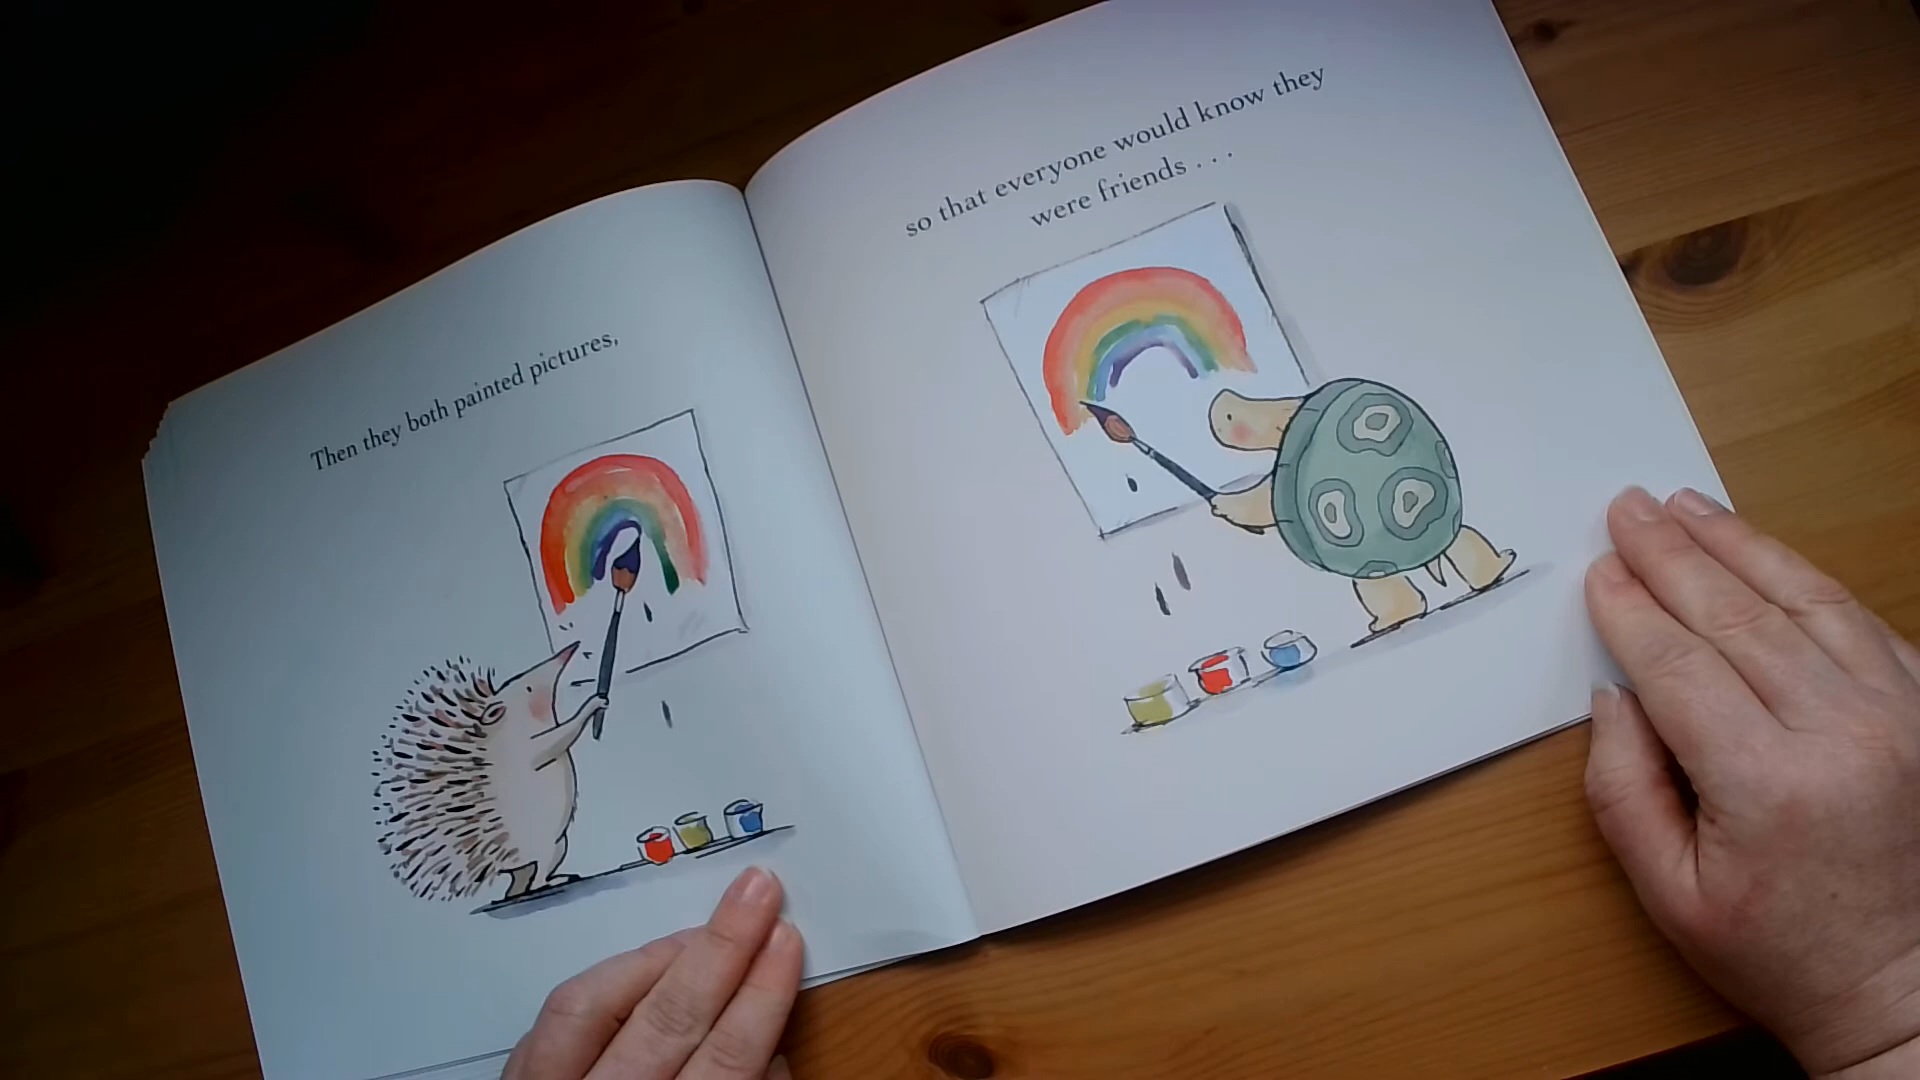 Then they both painted pictures,
so that everyone would know they
were friends . . .